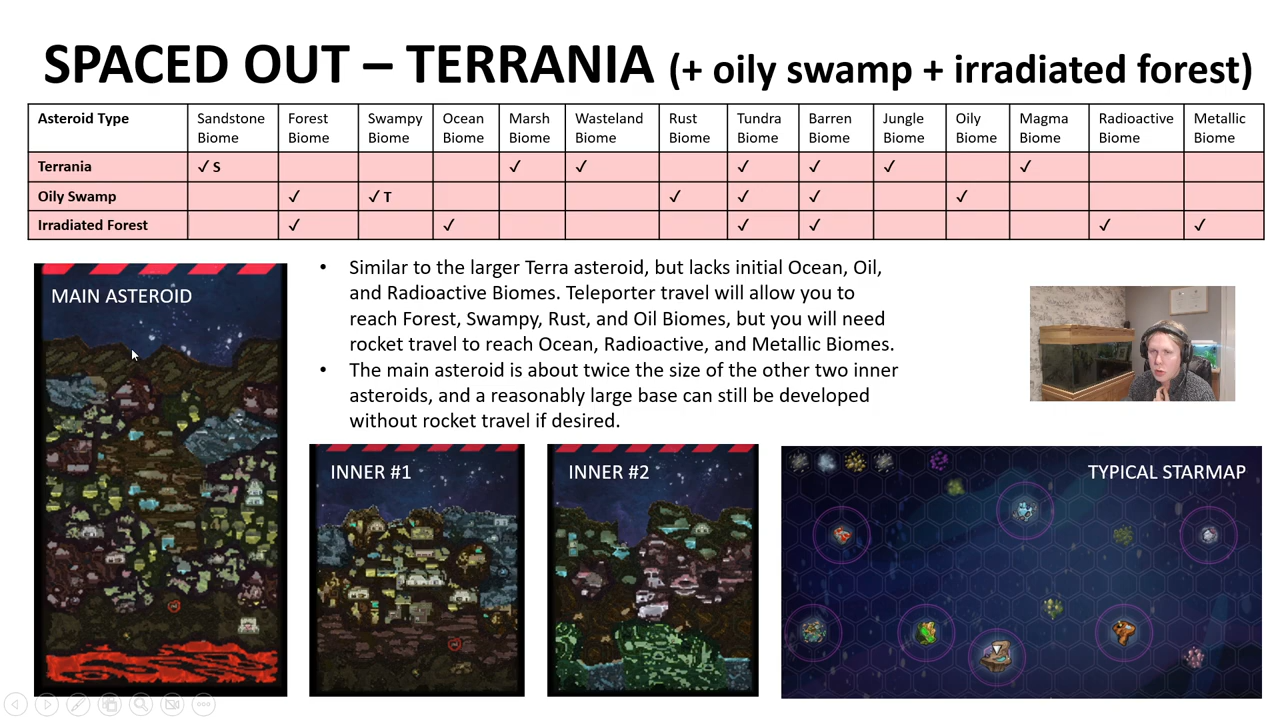 SPACED OUT – TERRANIA (+ oily swamp + irradiated forest)
Asteroid Type Sandstone Biome Forest Biome Swampy Biome Ocean Biome Marsh Biome Wasteland Biome Rust Biome Tundra Biome Barren Biome Jungle Biome Oily Biome Magma Biome Radioactive Biome Metallic Biome
Terrania ✓ S ✓ ✓ ✓ ✓ ✓ ✓
Oily Swamp ✓ ✓ T ✓ ✓ ✓ ✓
Irradiated Forest ✓ ✓ ✓ ✓ ✓ ✓
MAIN ASTEROID
• Similar to the larger Terra asteroid, but lacks initial Ocean, Oil,
and Radioactive Biomes. Teleporter travel will allow you to
reach Forest, Swampy, Rust, and Oil Biomes, but you will need
rocket travel to reach Ocean, Radioactive, and Metallic Biomes.
• The main asteroid is about twice the size of the other two inner
asteroids, and a reasonably large base can still be developed
without rocket travel if desired.
INNER #1
INNER #2
TYPICAL STARMAP